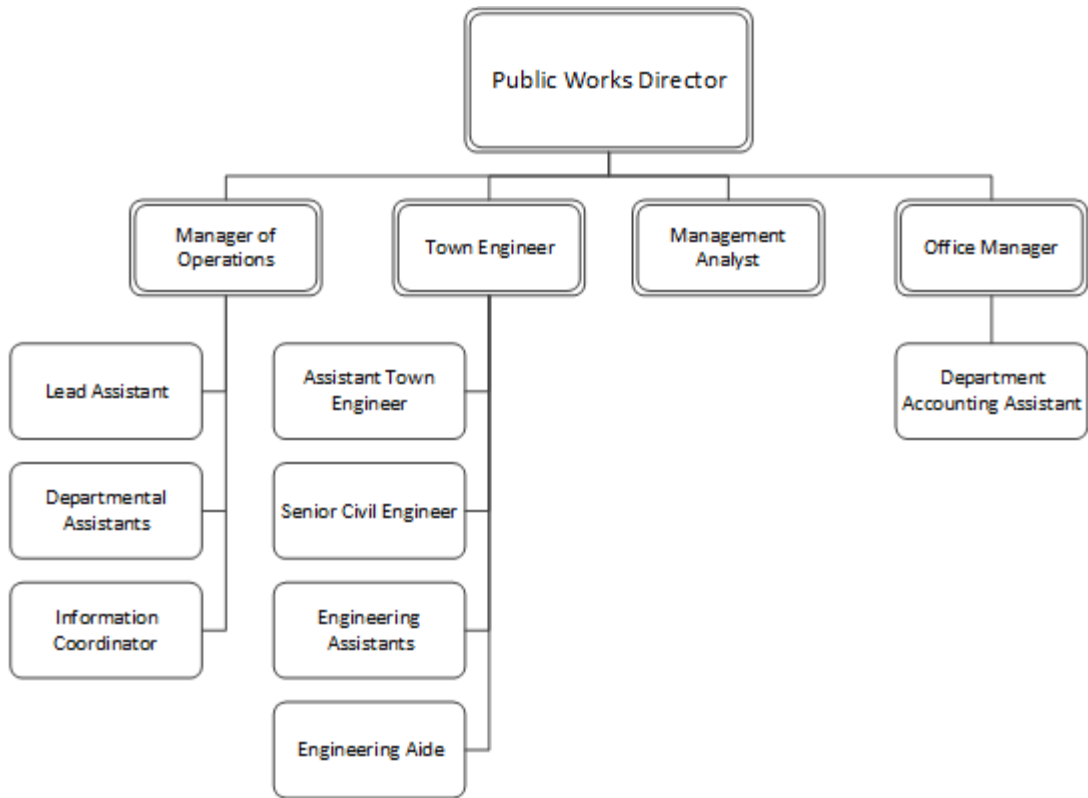 Public Works Director
Manager of
Operations
Town Engineer
Management
Analyst
Office Manager
Lead Assistant
Assistant Town
Engineer
Department
Accounting Assistant
Departmental
Assistants
Senior Civil Engineer
Information
Coordinator
Engineering
Assistants
Engineering Aide